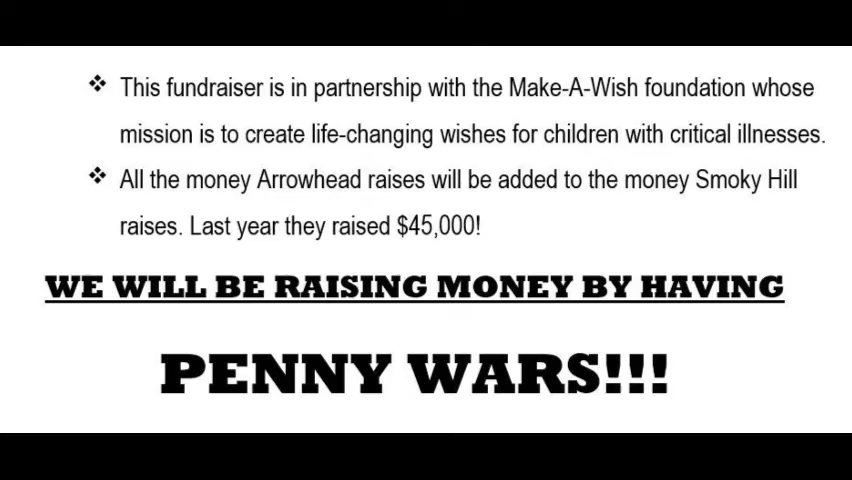 ❖ This fundraiser is in partnership with the Make-A-Wish foundation whose
mission is to create life-changing wishes for children with critical illnesses.
❖ All the money Arrowhead raises will be added to the money Smoky Hill
raises. Last year they raised $45,000!
WE WILL BE RAISING MONEY BY HAVING
PENNY WARS!!!